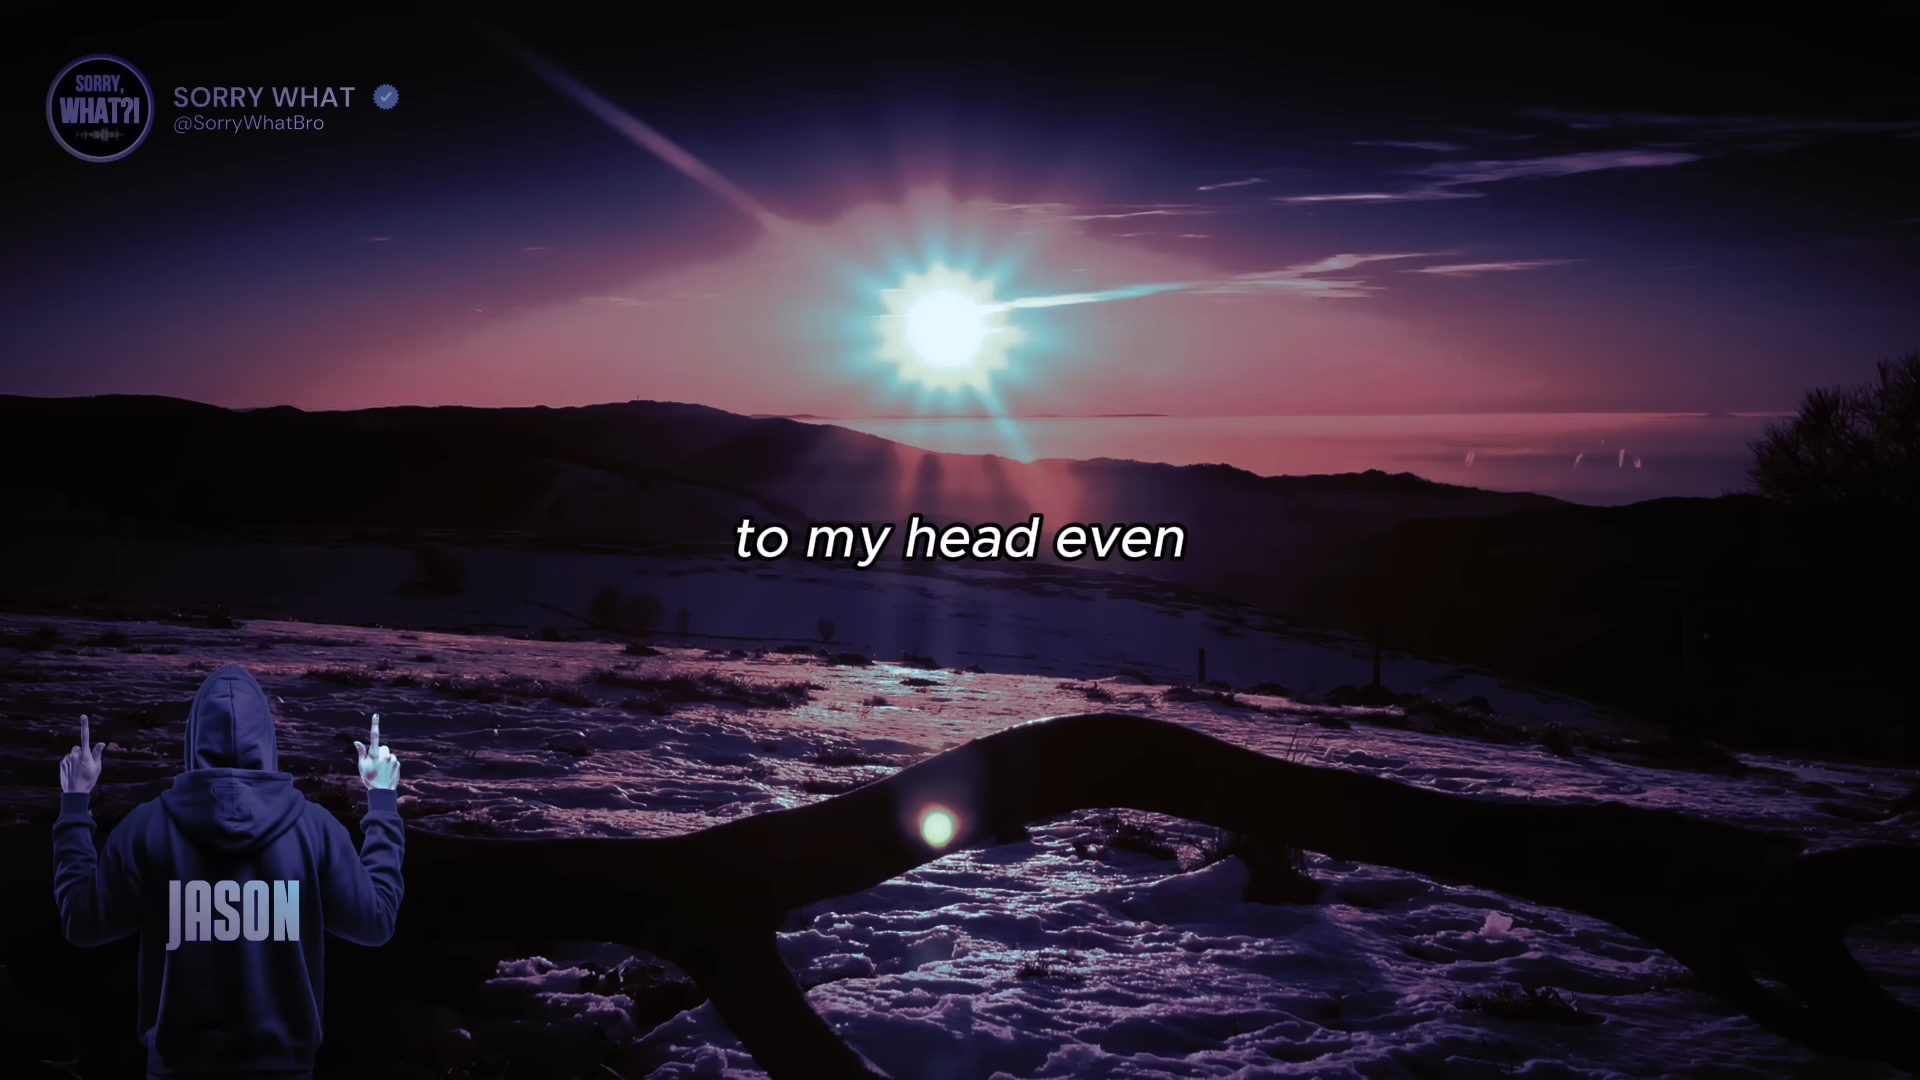 SORRY,
WHAT?!
SORRY WHAT
@SorryWhatBro
to my head even
JASON